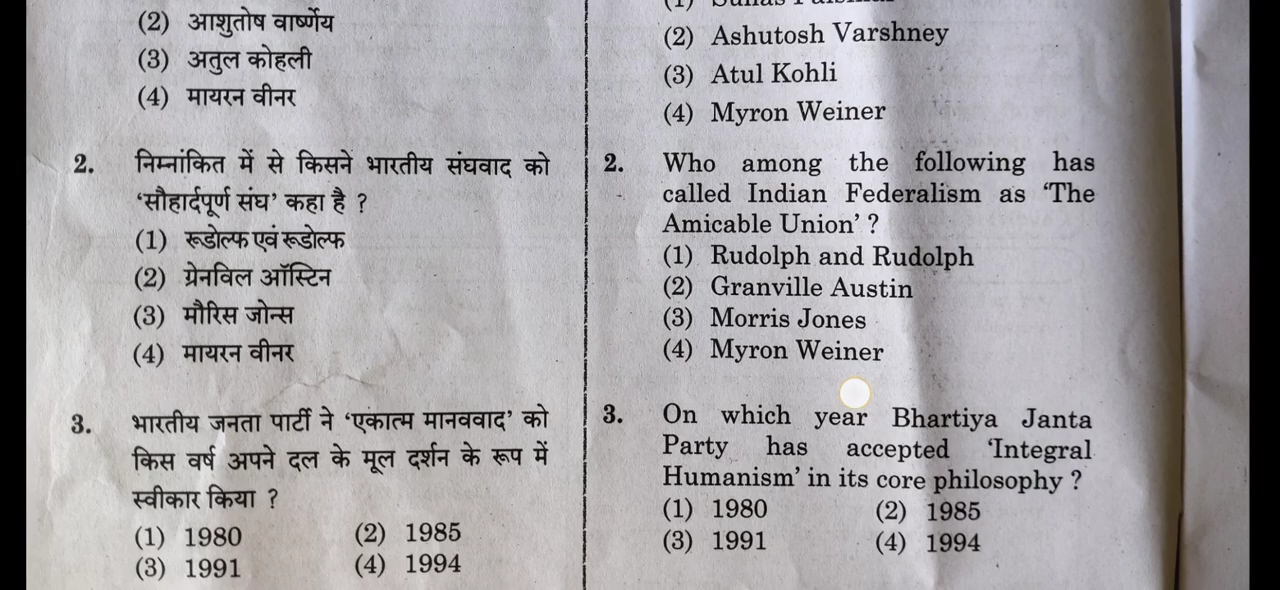 (2) आशुतोष वार्ष्णेय
(3) अतुल कोहली
(4) मायरन वीनर
2. निम्नांकित में से किसने भारतीय संघवाद को
‘सौहार्दपूर्ण संघ’ कहा है ?
(1) रूडोल्फ एवं रूडोल्फ
(2) ग्रेनविल ऑस्टिन
(3) मौरिस जोन्स
(4) मायरन वीनर
3. भारतीय जनता पार्टी ने ‘एकात्म मानववाद’ को
किस वर्ष अपने दल के मूल दर्शन के रूप में
स्वीकार किया ?
(1) 1980 (2) 1985
(3) 1991 (4) 1994
(2) Ashutosh Varshney
(3) Atul Kohli
(4) Myron Weiner
2. Who among the following has
called Indian Federalism as ‘The
Amicable Union’ ?
(1) Rudolph and Rudolph
(2) Granville Austin
(3) Morris Jones
(4) Myron Weiner
3. On which year Bhartiya Janta
Party has accepted ‘Integral
Humanism’ in its core philosophy ?
(1) 1980 (2) 1985
(3) 1991 (4) 1994